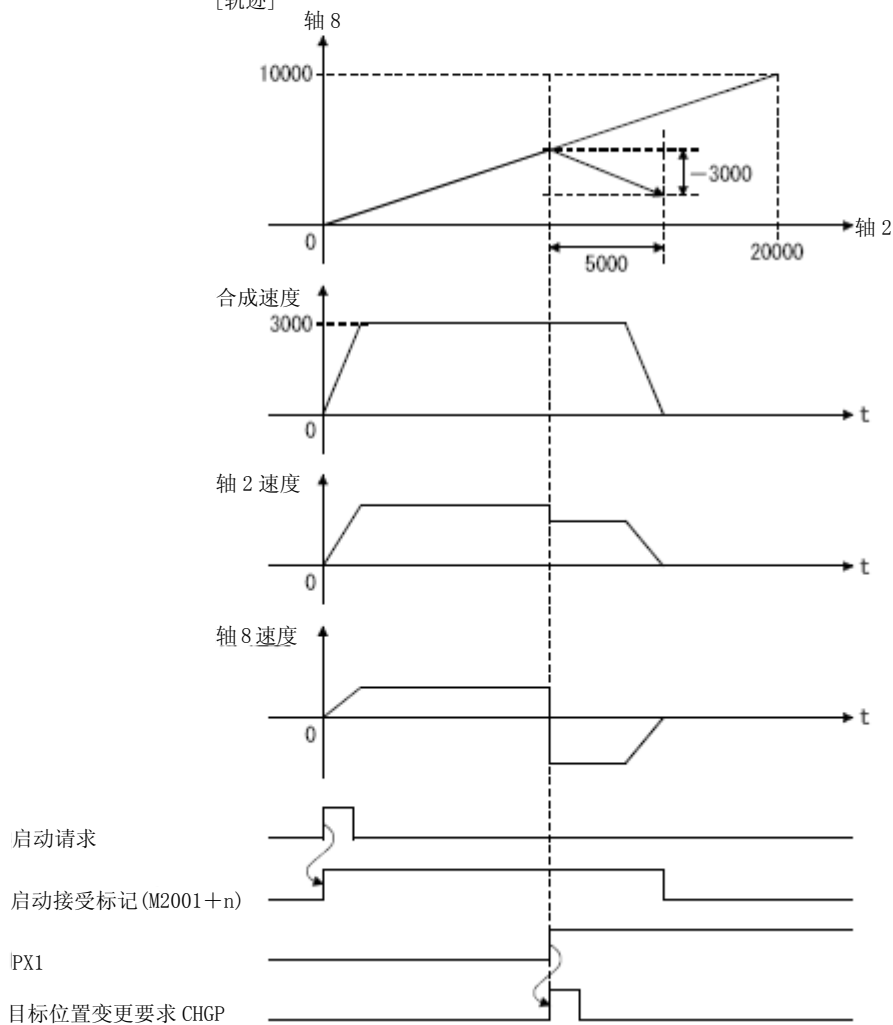 [轨迹]
轴 8
10000
-3000
轴 2
0
5000
20000
合成速度
3000
0
t
轴 2 速度
0
t
轴 8 速度
0
t
启动请求
启动接受标记(M2001+n)
PX1
目标位置变更要求 CHGP